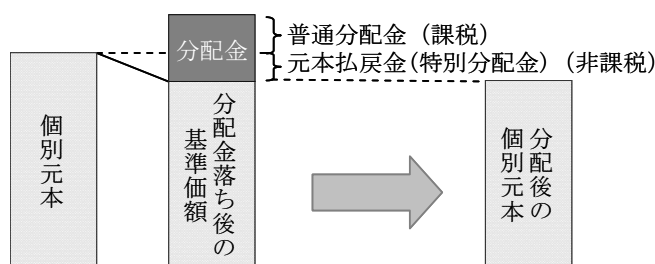 分配金
普通分配金（課税）
元本払戻金(特別分配金)（非課税）
個別元本
分配金落ち後の
基準価額
分配後の
個別元本